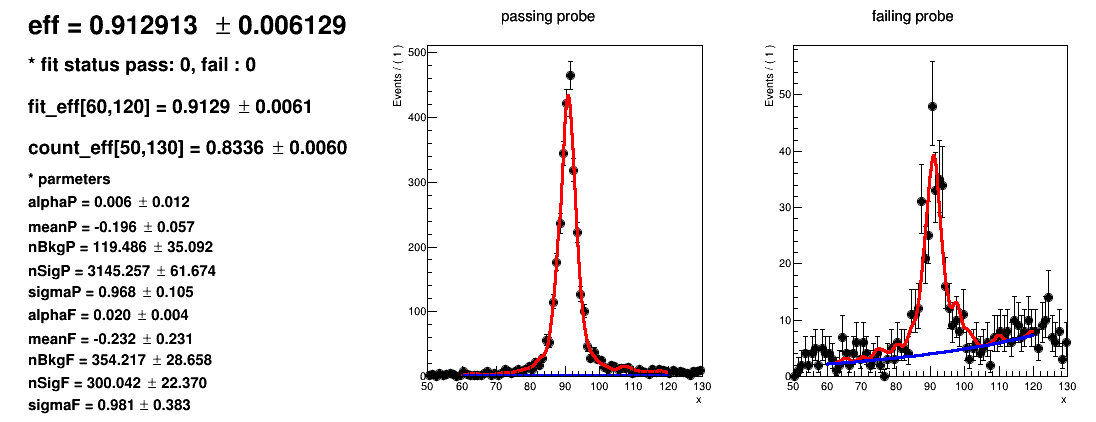 eff = 0.912913 ± 0.006129
* fit status pass: 0, fail : 0
fit_eff[60,120] = 0.9129 ± 0.0061
count_eff[50,130] = 0.8336 ± 0.0060
* parmeters
alphaP = 0.006 ± 0.012
meanP = -0.196 ± 0.057
nBkgP = 119.486 ± 35.092
nSigP = 3145.257 ± 61.674
sigmaP = 0.968 ± 0.105
alphaF = 0.020 ± 0.004
meanF = -0.232 ± 0.231
nBkgF = 354.217 ± 28.658
nSigF = 300.042 ± 22.370
sigmaF = 0.981 ± 0.383
passing probe
Events / ( 1 )
500
400
300
200
100
0
50 60 70 80 90 100 110 120 130
x
failing probe
Events / ( 1 )
50
40
30
20
10
0
50 60 70 80 90 100 110 120 130
x